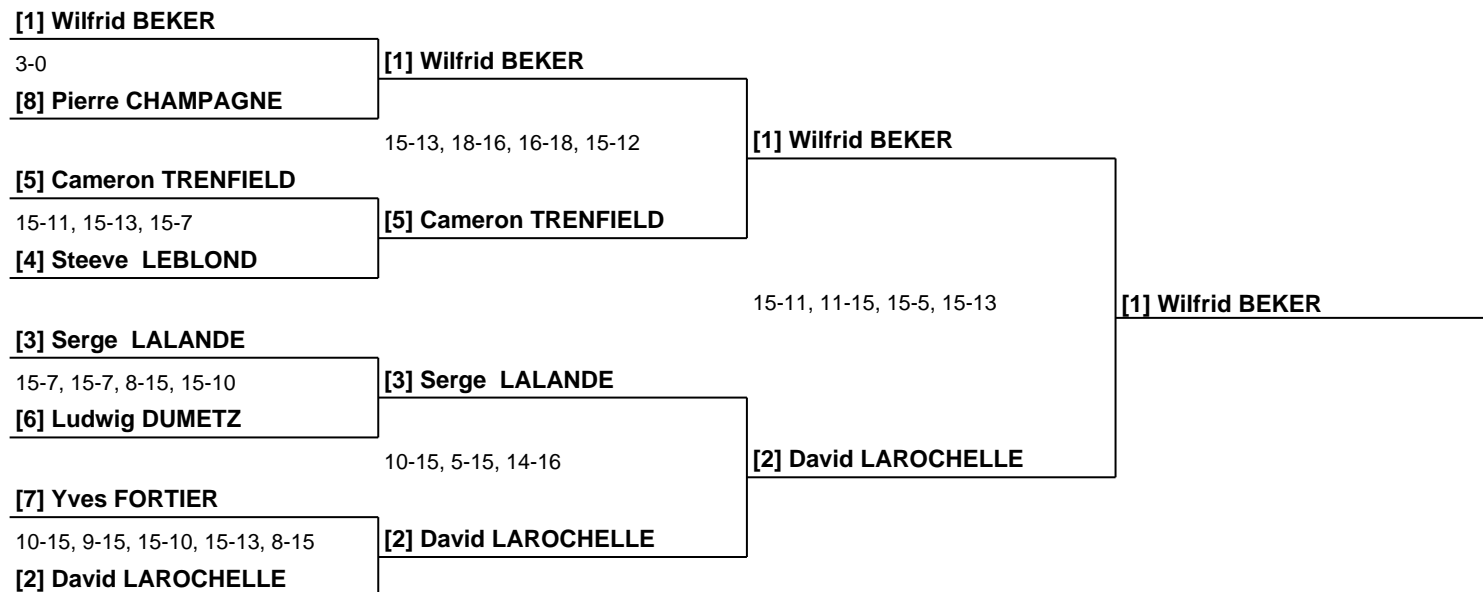 [1] Wilfrid BEKER
3-0
[1] Wilfrid BEKER
[8] Pierre CHAMPAGNE
15-13, 18-16, 16-18, 15-12
[1] Wilfrid BEKER
[5] Cameron TRENFIELD
15-11, 15-13, 15-7
[5] Cameron TRENFIELD
[4] Steeve  LEBLOND
15-11, 11-15, 15-5, 15-13
[1] Wilfrid BEKER
[3] Serge  LALANDE
15-7, 15-7, 8-15, 15-10
[3] Serge  LALANDE
[6] Ludwig DUMETZ
10-15, 5-15, 14-16
[2] David LAROCHELLE
[7] Yves FORTIER
10-15, 9-15, 15-10, 15-13, 8-15
[2] David LAROCHELLE
[2] David LAROCHELLE